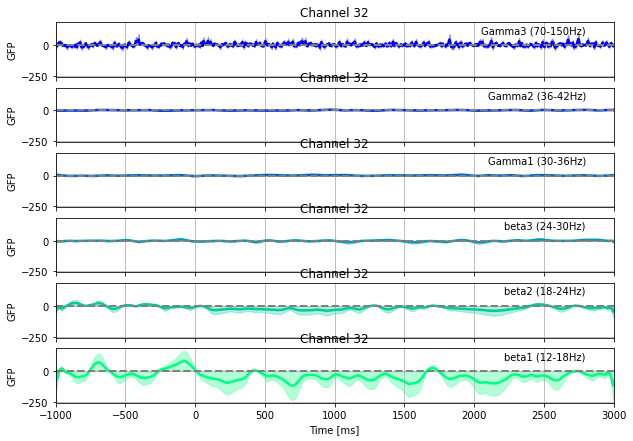 Channel 32
Gamma3 (70-150Hz)
GFP
0
−250
Channel 32
Gamma2 (36-42Hz)
GFP
0
−250
Channel 32
Gamma1 (30-36Hz)
GFP
0
−250
Channel 32
beta3 (24-30Hz)
GFP
0
−250
Channel 32
beta2 (18-24Hz)
GFP
0
−250
Channel 32
beta1 (12-18Hz)
GFP
0
−250
−1000 −500 0 500 1000 1500 2000 2500 3000
Time [ms]